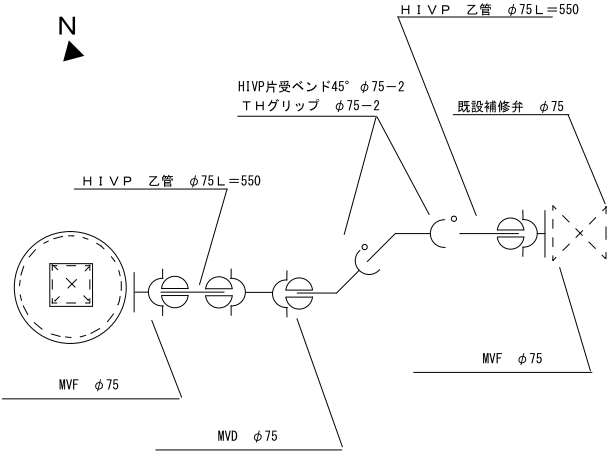 HIVP 乙管 φ75L=550
N
HIVP片受ベンド45° φ75-2
THグリップ φ75-2
既設補修弁 φ75
HIVP 乙管 φ75L=550
MVF φ75
MVF φ75
MVD φ75